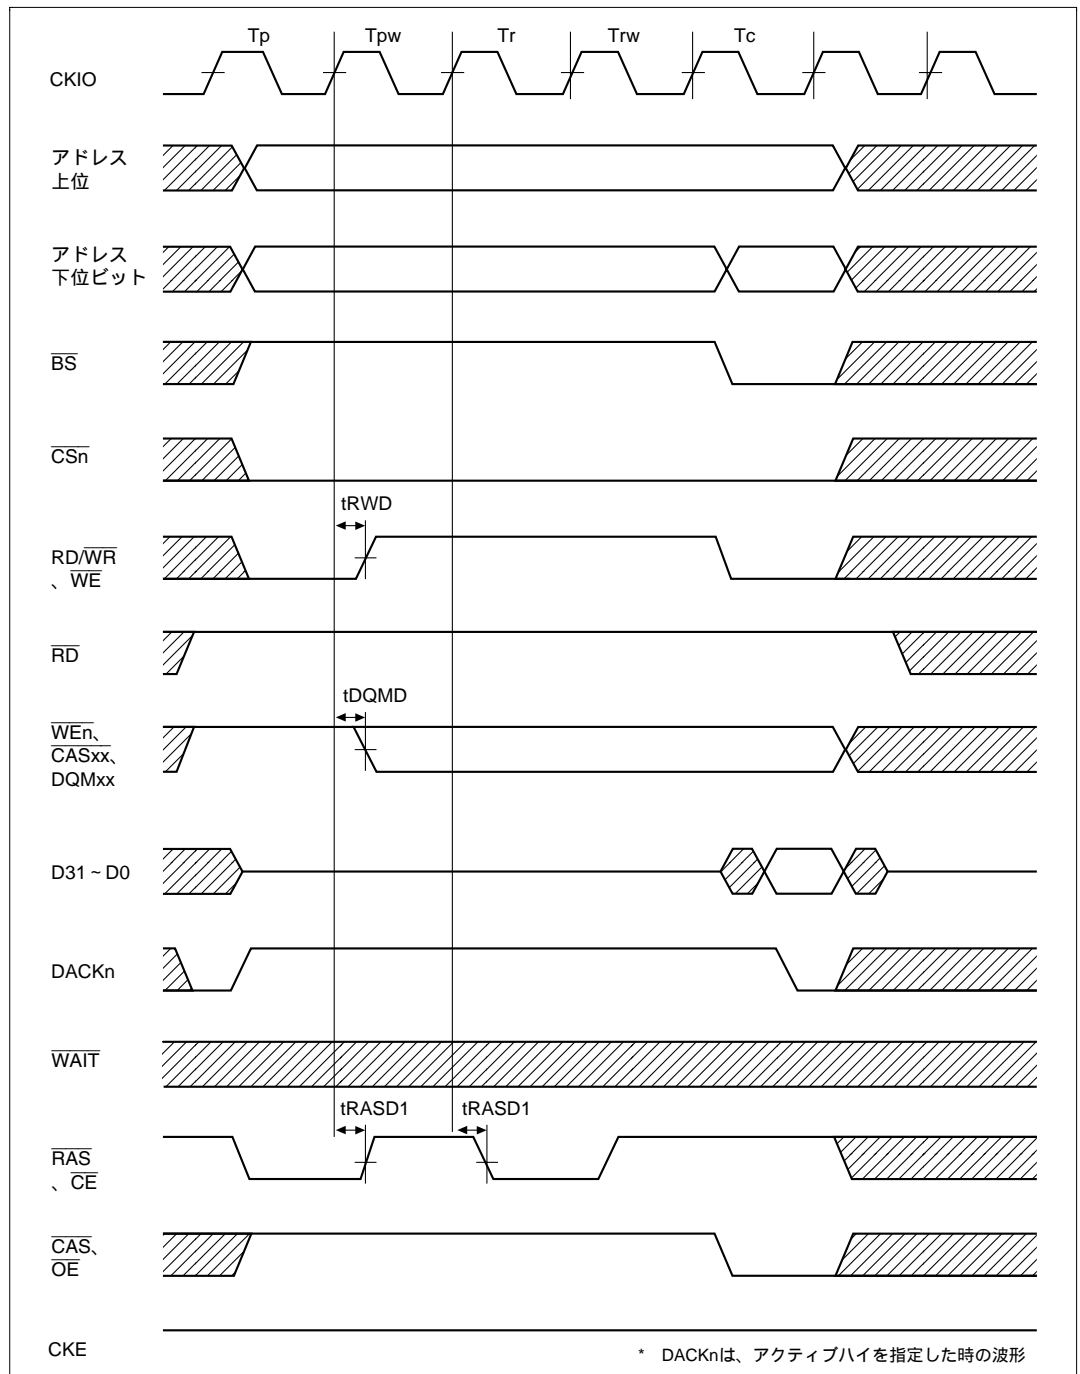 Tp Tpw Tr Trw Tc
CKIO
アドレス
上位
アドレス
下位ビット
BS
CSn
tRWD
RD/WR
、WE
RD
tDQMD
WEn、
CASxx、
DQMxx
D31 ~ D0
DACKn
WAIT
tRASD1 tRASD1
RAS
、CE
CAS、
OE
CKE
* DACKnは、アクティブハイを指定した時の波形